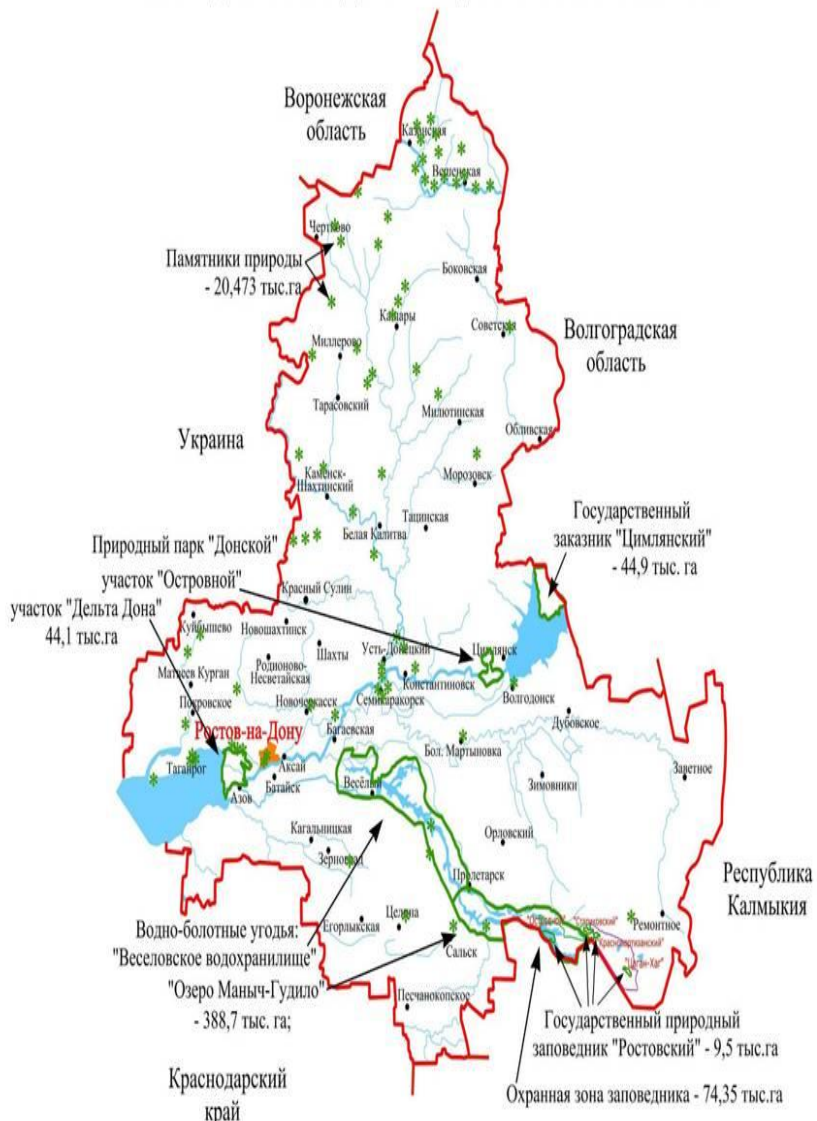 Воронежская
область
Казанская
Вешенская
Чертково
Памятники природы
- 20,473 тыс.га
Боковская
Кашары
Советская
Волгоградская
область
Миллерово
Тарасовский
Милютинская
Украина
Обливская
Каменск-
Шахтинский
Морозовск
Государственный
заказник "Цимлянский"
- 44,9 тыс. га
Тацинская
Белая Калитва
Природный парк "Донской"
участок "Островной"
участок "Дельта Дона"
44,1 тыс.га
Красный Сулин
Куйбышево
Новошахтинск
Шахты
Усть-Донецкий
Цимлянск
Матвеев Курган
Родионово-
Несветайская
Константиновск
Волгодонск
Покровское
Новочеркасск
Семикаракорск
Дубовское
Ростов-на-Дону
Багаевская
Бол. Мартыновка
Таганрог
Аксай
Заветное
Батайск
Весёлый
Зимовники
Азов
Кагальницкая
Зерноград
Орловский
Пролетарск
Республика
Калмыкия
Водно-болотные угодья:
"Веселовское водохранилище"
Егорлыкская
Целина
"Островной"
"Стариковский"
Ремонтное
"Краснопартизанский"
"Цаган-Хаг"
Сальск
"Озеро Маныч-Гудило"
- 388,7 тыс. га;
Песчанокопское
Государственный природный
заповедник "Ростовский" - 9,5 тыс.га
Охранная зона заповедника - 74,35 тыс.га
Краснодарский
край